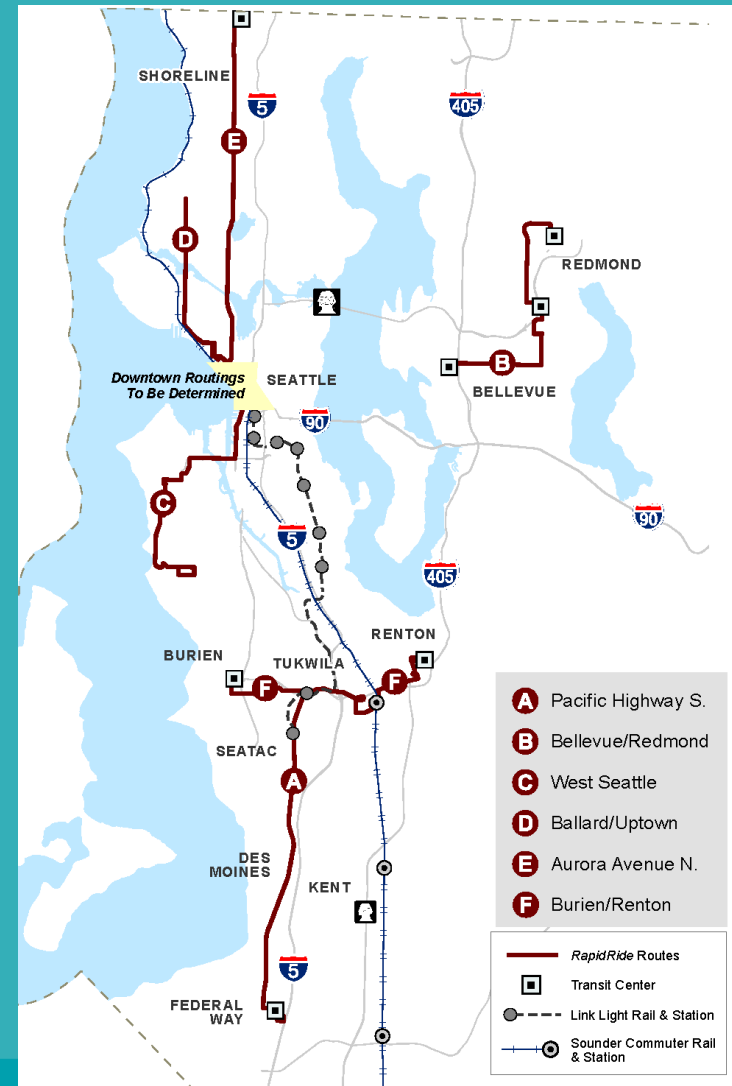 SHORELINE
5
405
E
D
REDMOND
B
BELLEVUE
Downtown Routings
To Be Determined
SEATTLE
90
C
5
90
405
BURIEN
TUKWILA
RENTON
F
F
SEATAC
A
DES
MOINES
KENT
5
FEDERAL
WAY
A Pacific Highway S.
B Bellevue/Redmond
C West Seattle
D Ballard/Uptown
E Aurora Avenue N.
F Burien/Renton
RapidRide Routes
Transit Center
Link Light Rail & Station
Sounder Commuter Rail
& Station